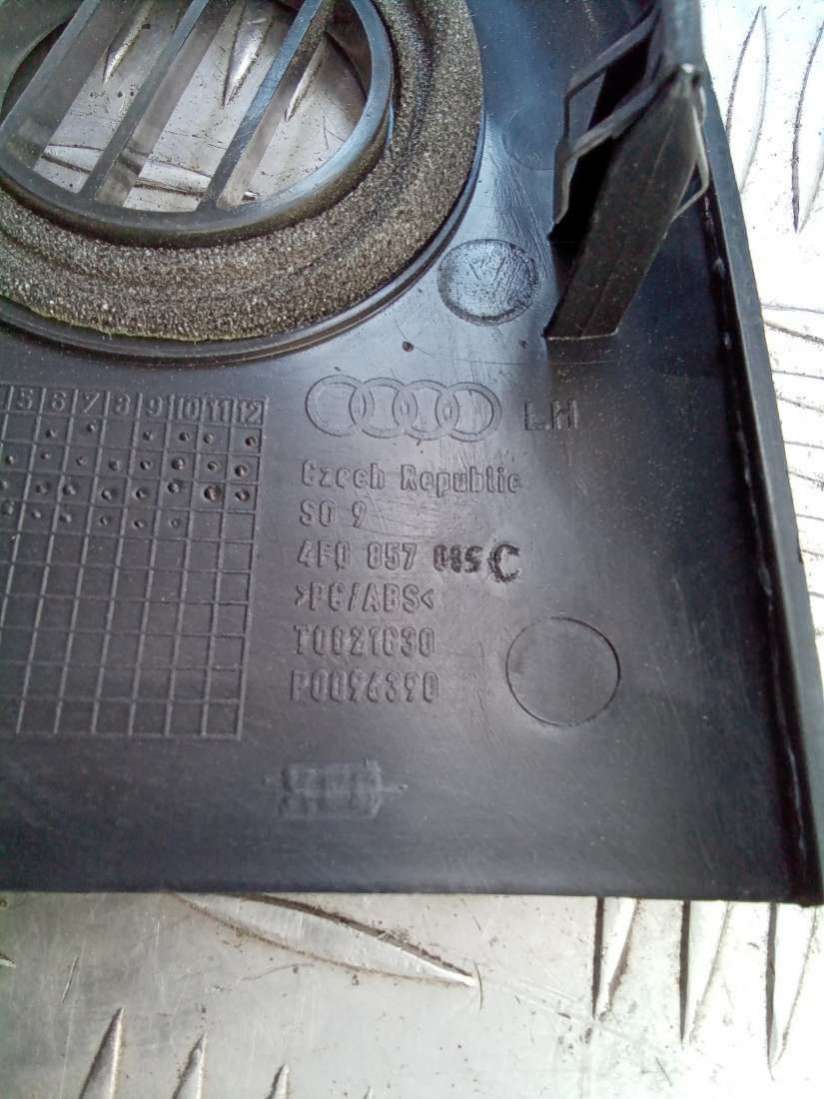 5 6 7 8 9 10 11 12
LH
Czech Republic
SO 9
4F0 857 085 C
>PC/ABS<
T0021830
P0096390